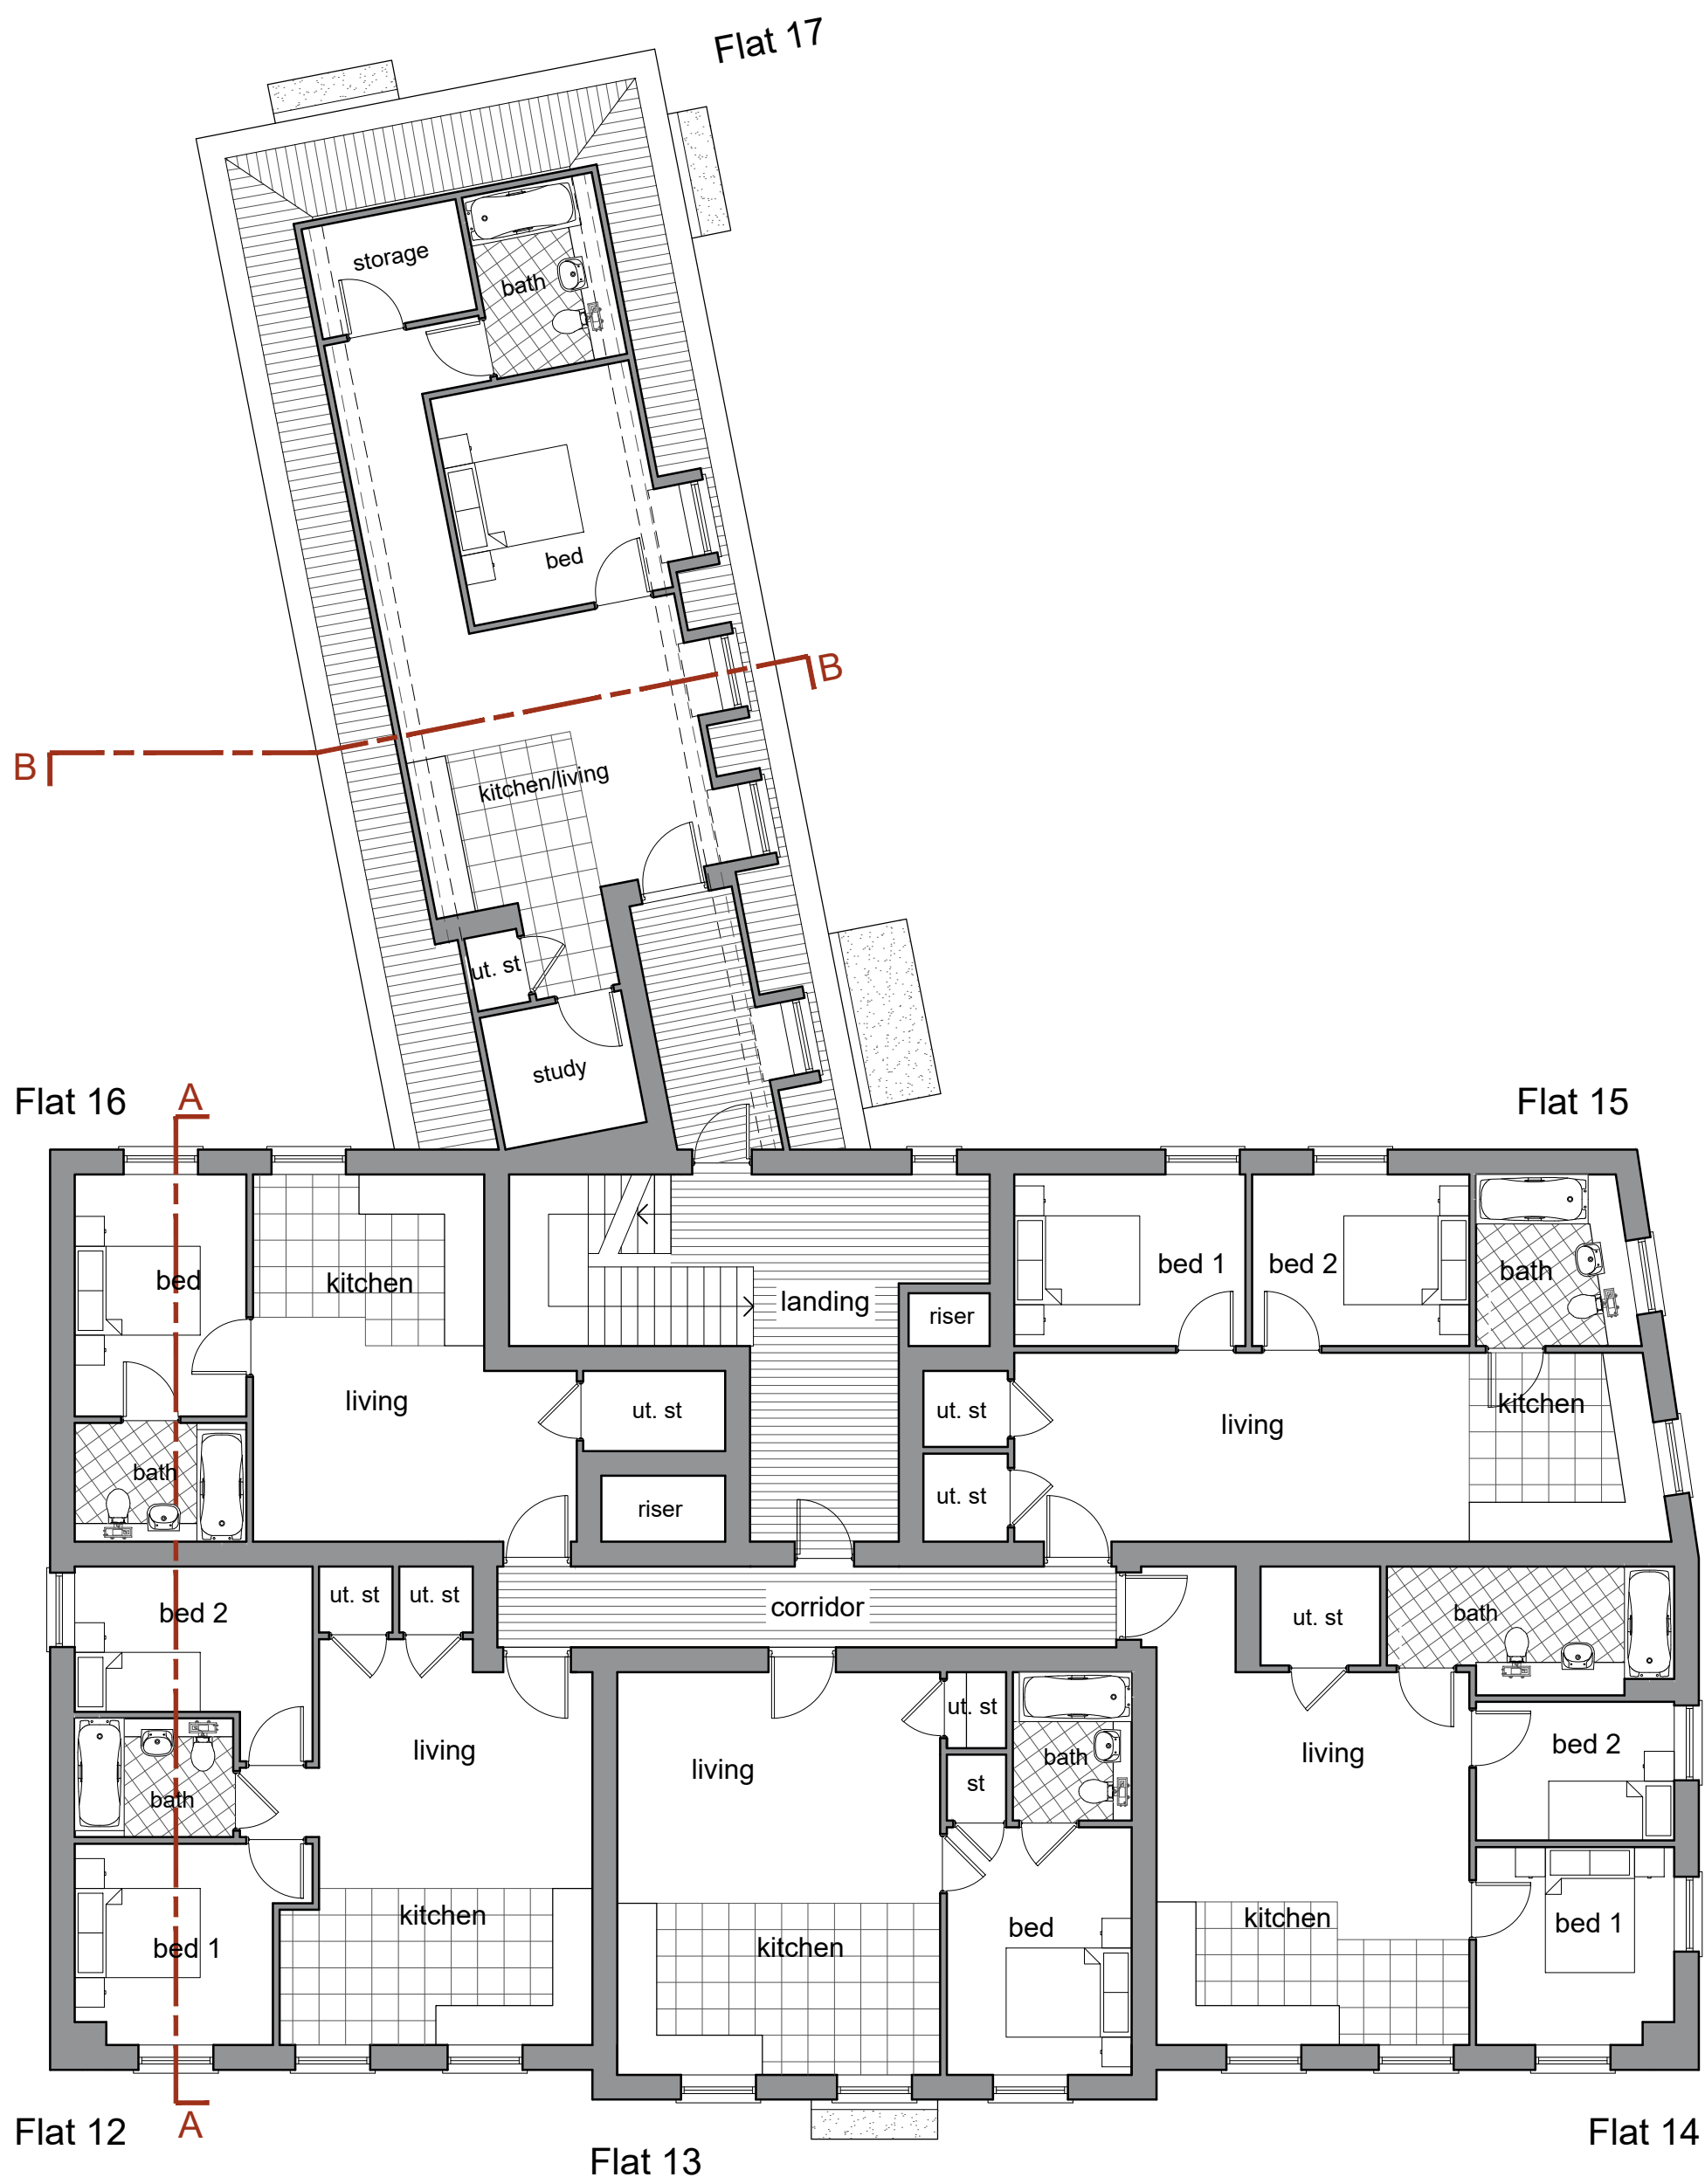 Flat 17
storage
bath
bed
B
B
kitchen/living
ut. st
study
Flat 16
A
Flat 15
bed
kitchen
landing
riser
bed 1
bed 2
bath
living
ut. st
ut. st
living
kitchen
bath
riser
ut. st
bed 2
ut. st
ut. st
corridor
ut. st
bath
living
living
ut. st
bath
living
bed 2
bath
st
bed 1
kitchen
kitchen
bed
kitchen
bed 1
Flat 12
A
Flat 13
Flat 14